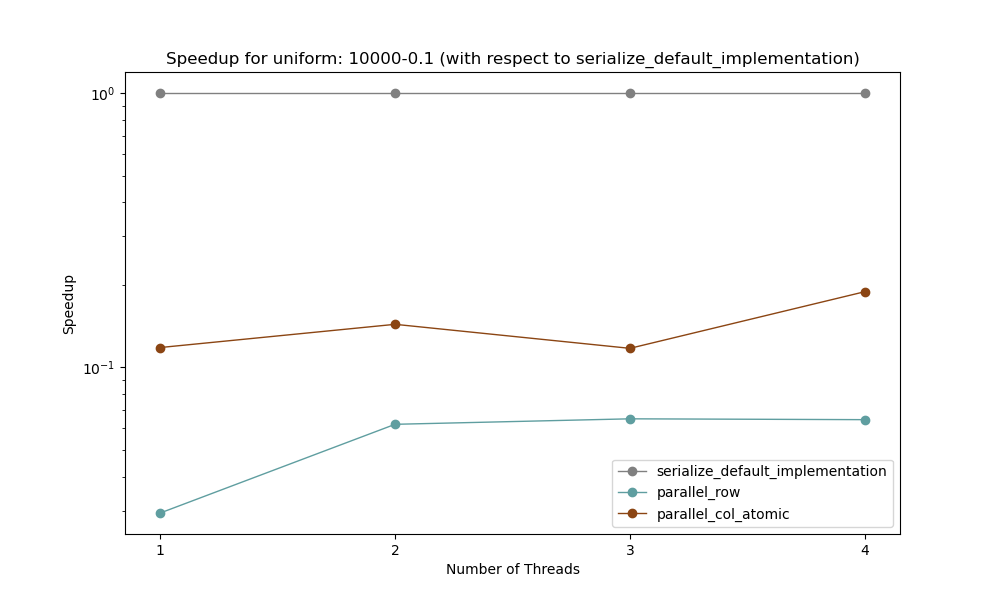 Speedup for uniform: 10000-0.1 (with respect to serialize_default_implementation)
10⁰
10⁻¹
Speedup
serialize_default_implementation
parallel_row
parallel_col_atomic
1 2 3 4
Number of Threads